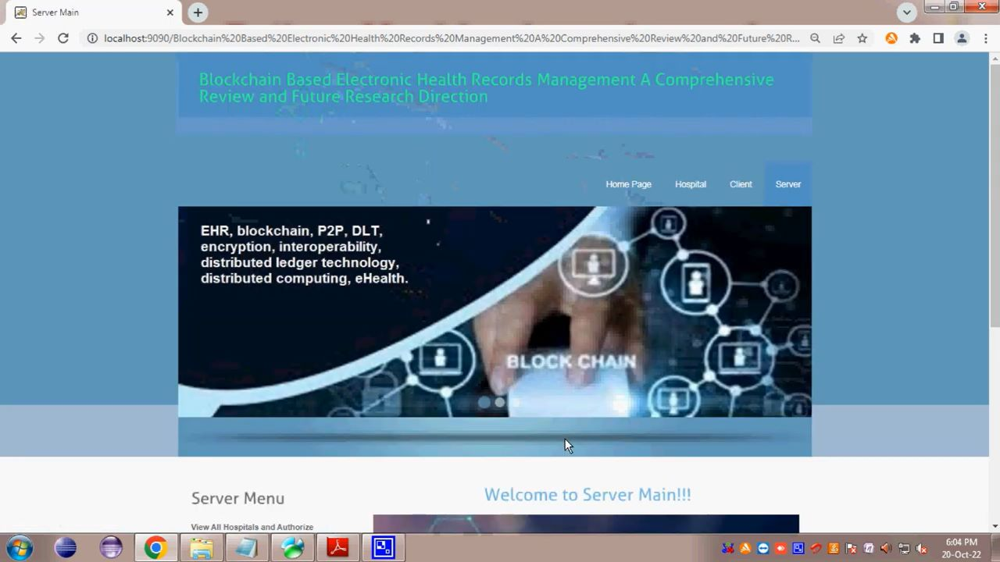 Server Main
localhost:9090/Blockchain%20Based%20Electronic%20Health%20Records%20Management%20A%20Comprehensive%20Review%20and%20Future%20R...
Blockchain Based Electronic Health Records Management A Comprehensive
Review and Future Research Direction
Home Page Hospital Client Server
EHR, blockchain, P2P, DLT,
encryption, interoperability,
distributed ledger technology,
distributed computing, eHealth.
BLOCK CHAIN
Server Menu
Welcome to Server Main!!!
View All Hospitals and Authorize
6:04 PM
20-Oct-22